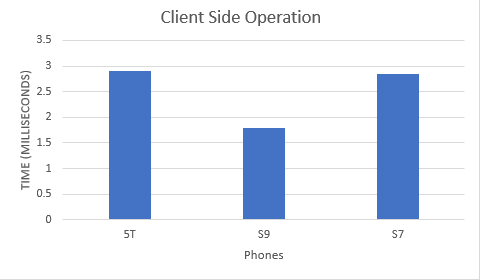 Client Side Operation
3.5
3
2.5
2
1.5
1
0.5
0
TIME (MILLISECONDS)
5T S9 S7
Phones